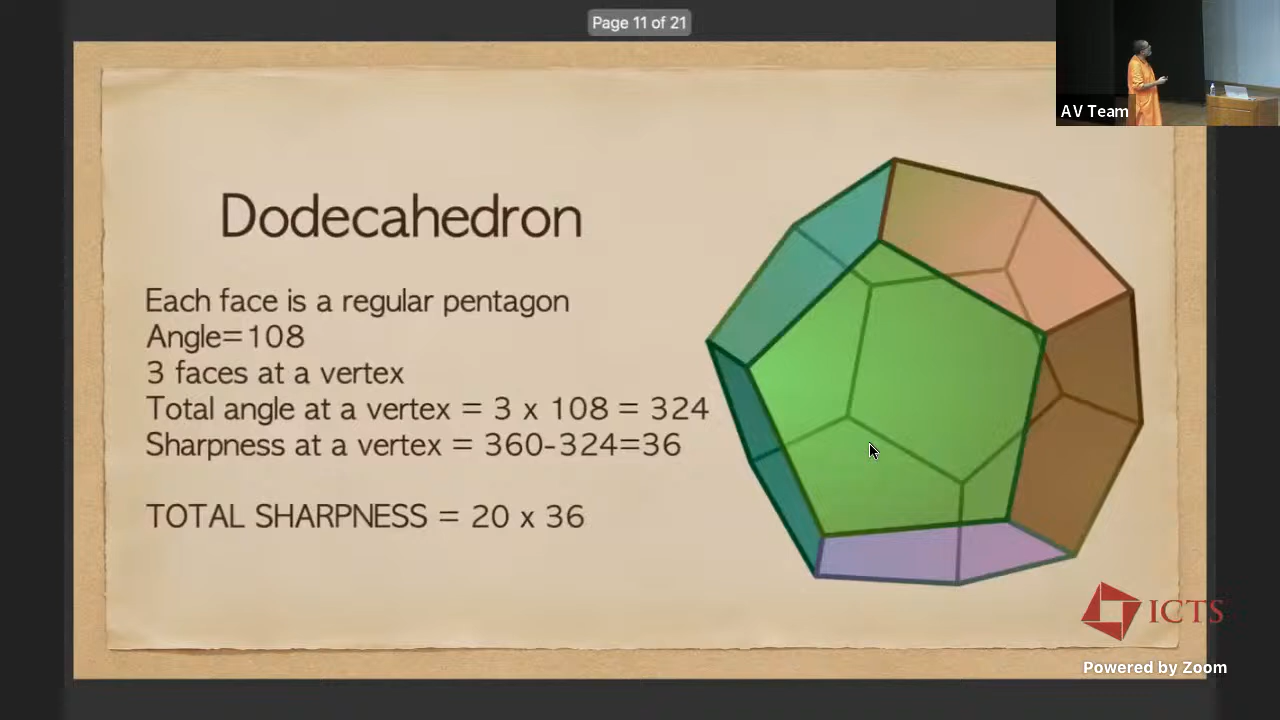 Page 11 of 21
AV Team
Dodecahedron
Each face is a regular pentagon
Angle=108
3 faces at a vertex
Total angle at a vertex = 3 x 108 = 324
Sharpness at a vertex = 360-324=36
TOTAL SHARPNESS = 20 x 36
ICTS
Powered by Zoom